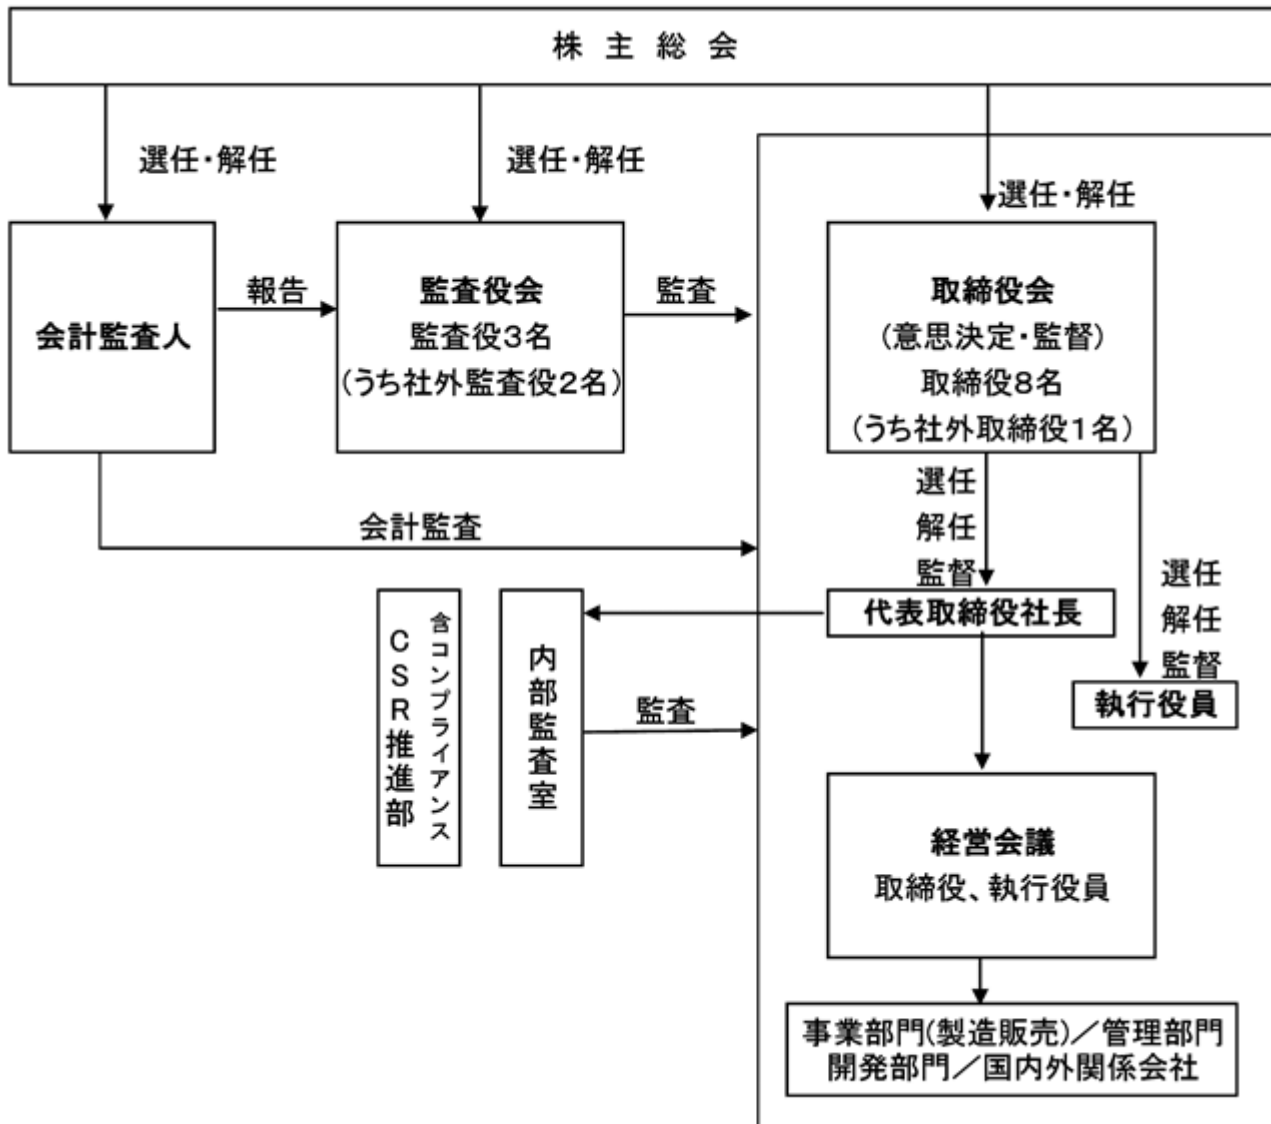 株主総会
選任・解任
選任・解任
選任・解任
会計監査人
報告
監査役会
監査役3名
(うち社外監査役2名)
監査
取締役会
(意思決定・監督)
取締役8名
(うち社外取締役1名)
選任
解任
監督
会計監査
代表取締役社長
選任
解任
監督
執行役員
含コンプライアンス
CSR推進部
内部監査室
監査
経営会議
取締役、執行役員
事業部門(製造販売)/管理部門
開発部門/国内外関係会社